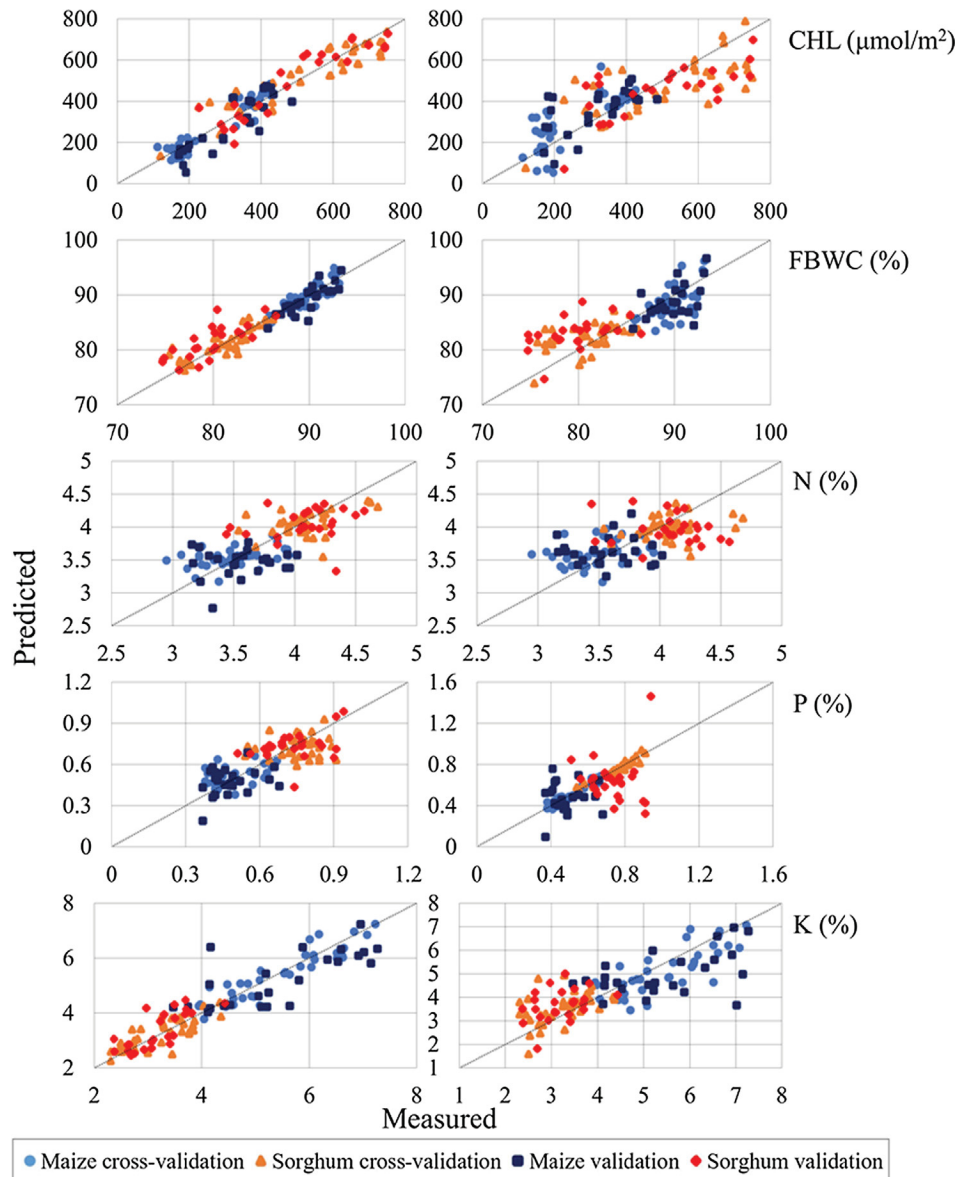 800 800 CHL (μmol/m²)
600 600
400 400
200 200
0 0
0 200 400 600 800 0 200 400 600 800
100 100 FBWC (%)
90 90
80 80
70 70
70 80 90 100 70 80 90 100
5 5 N (%)
4.5 4.5
4 4
3.5 3.5
3 3
2.5 2.5
2.5 3 3.5 4 4.5 5 2.5 3 3.5 4 4.5 5
Predicted
1.2 1.6 P (%)
0.9 1.2
0.6 0.8
0.3 0.4
0 0
0 0.3 0.6 0.9 1.2 0 0.4 0.8 1.2 1.6
8 8 K (%)
7
6 6
5
4 4
3
2 2
1
2 4 6 8 1 2 3 4 5 6 7 8
Measured
Maize cross-validation Sorghum cross-validation Maize validation Sorghum validation